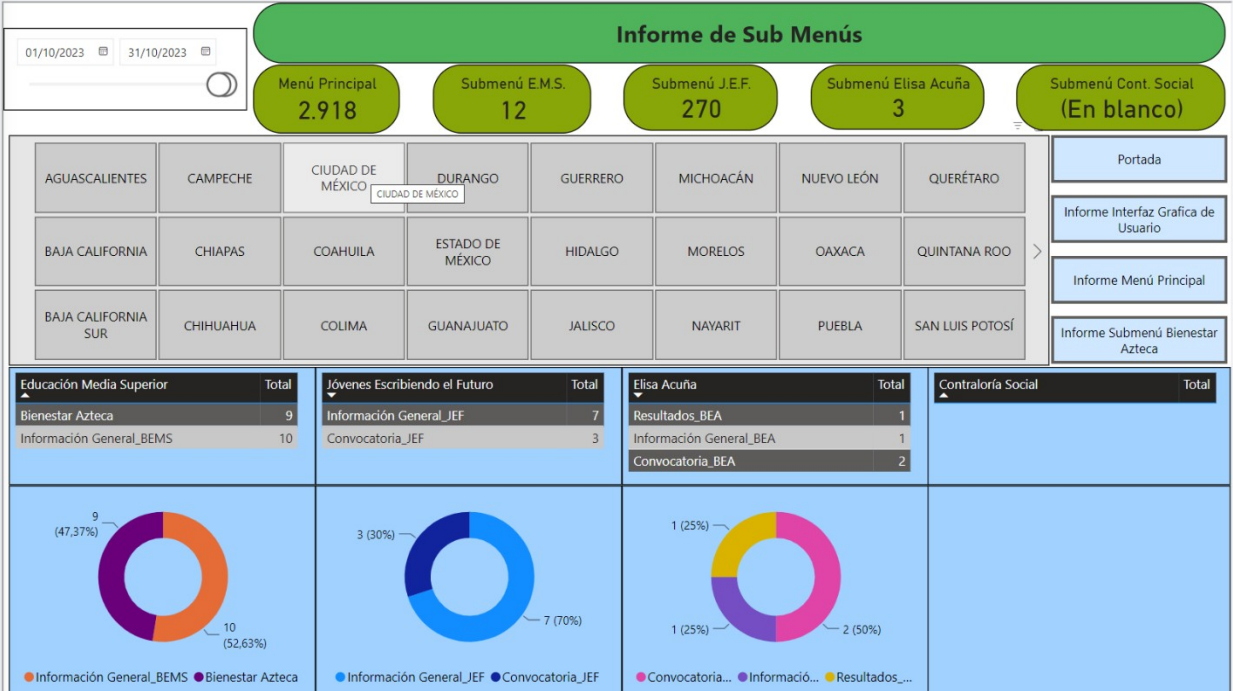 01/10/2023 31/10/2023
Informe de Sub Menús
Menú Principal
2.918
Submenú E.M.S.
12
Submenú J.E.F.
270
Submenú Elisa Acuña
3
Submenú Cont. Social
(En blanco)
AGUASCALIENTES
CAMPECHE
CIUDAD DE
MÉXICO
CIUDAD DE MÉXICO
DURANGO
GUERRERO
MICHOACÁN
NUEVO LEÓN
QUERÉTARO
BAJA CALIFORNIA
CHIAPAS
COAHUILA
ESTADO DE
MÉXICO
HIDALGO
MORELOS
OAXACA
QUINTANA ROO
BAJA CALIFORNIA
SUR
CHIHUAHUA
COLIMA
GUANAJUATO
JALISCO
NAYARIT
PUEBLA
SAN LUIS POTOSÍ
Portada
Informe Interfaz Grafica de
Usuario
Informe Menú Principal
Informe Submenú Bienestar
Azteca
Educación Media Superior Total
Bienestar Azteca 9
Información General_BEMS 10
Jóvenes Escribiendo el Futuro Total
Información General_JEF 7
Convocatoria_JEF 3
Elisa Acuña Total
Resultados_BEA 1
Información General_BEA 1
Convocatoria_BEA 2
Contraloría Social Total
9
(47,37%)
10
(52,63%)
Información General_BEMS Bienestar Azteca
3 (30%)
7 (70%)
Información General_JEF Convocatoria_JEF
1 (25%)
1 (25%)
2 (50%)
Convocatoria... Informació... Resultados_...